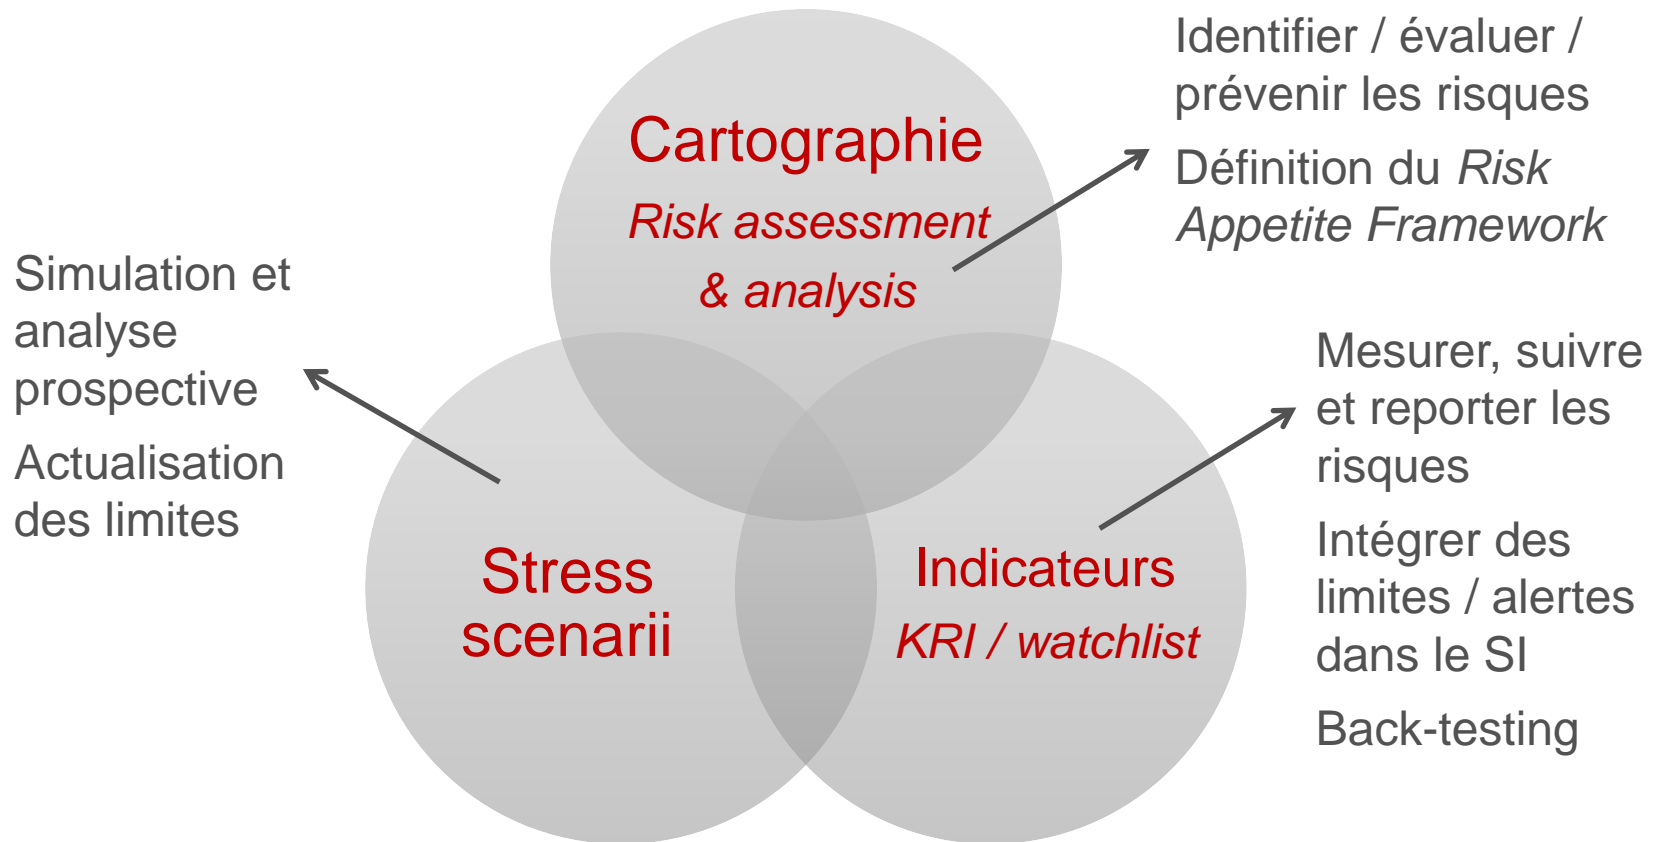 Cartographie
Risk assessment
& analysis
Identifier / évaluer /
prévenir les risques
Définition du Risk
Appetite Framework
Simulation et
analyse
prospective
Actualisation
des limites
Stress
scenarii
Indicateurs
KRI / watchlist
Mesurer, suivre
et reporter les
risques
Intégrer des
limites / alertes
dans le SI
Back-testing